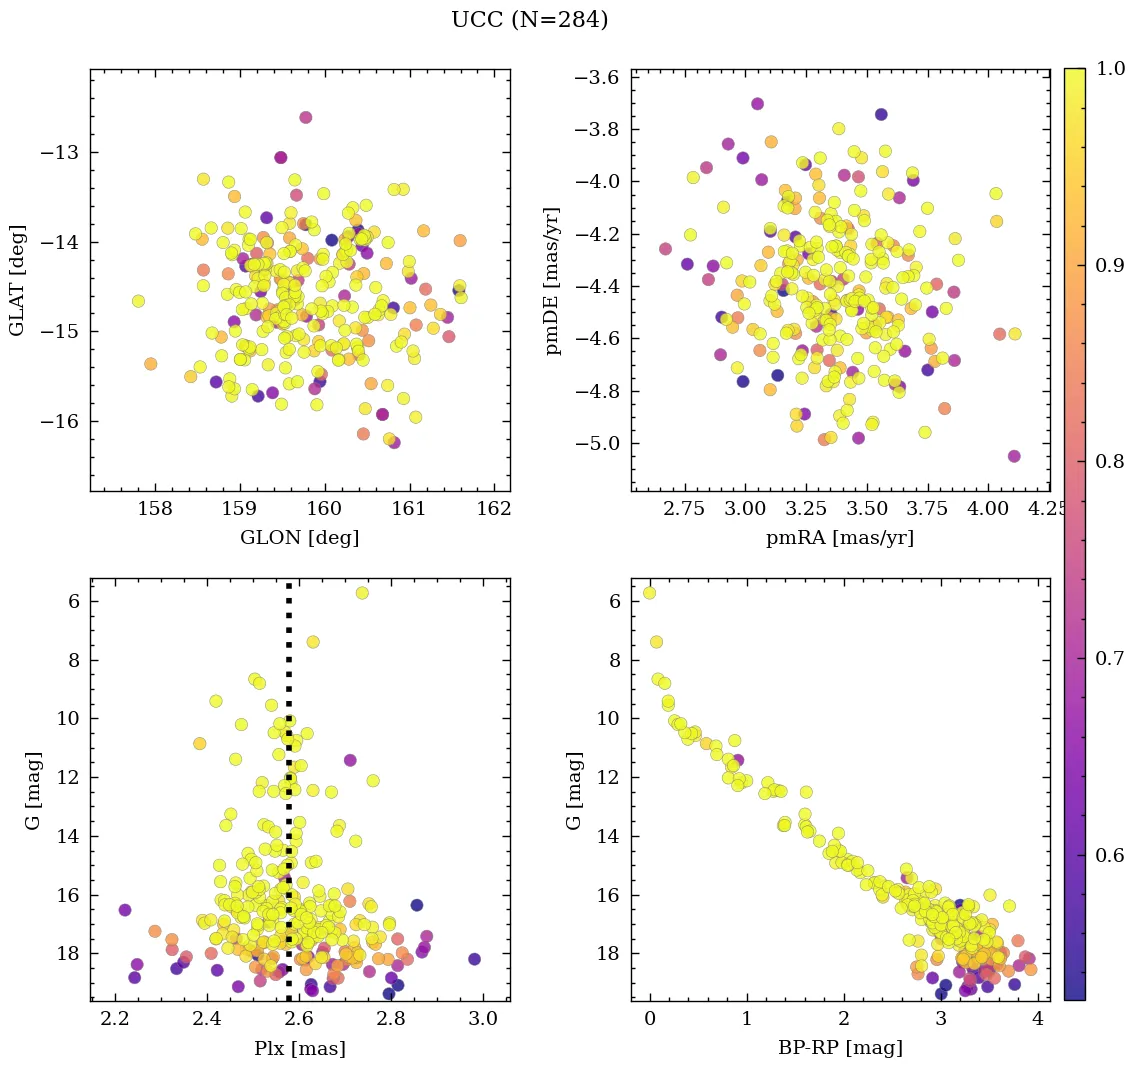 UCC (N=284)
−13
−14
−15
−16
GLAT [deg]
158 159 160 161 162
GLON [deg]
−3.6
−3.8
−4.0
−4.2
−4.4
−4.6
−4.8
−5.0
pmDE [mas/yr]
2.75 3.00 3.25 3.50 3.75 4.00 4.25
pmRA [mas/yr]
1.0
0.9
0.8
0.7
0.6
6
8
10
12
14
16
18
G [mag]
2.2 2.4 2.6 2.8 3.0
Plx [mas]
6
8
10
12
14
16
18
G [mag]
0 1 2 3 4
BP-RP [mag]